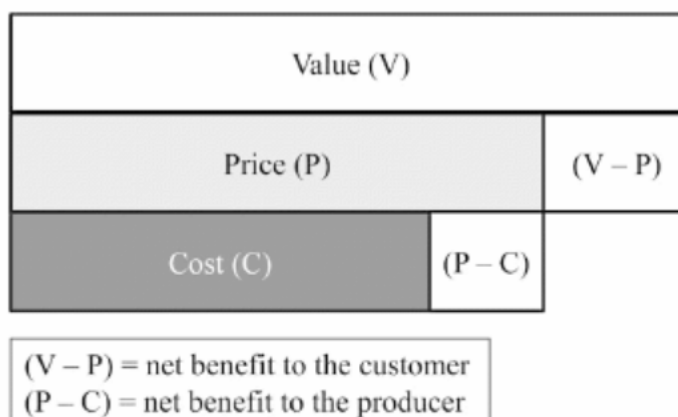 Value (V)
Price (P)
(V – P)
Cost (C)
(P – C)
(V – P) = net benefit to the customer
(P – C) = net benefit to the producer